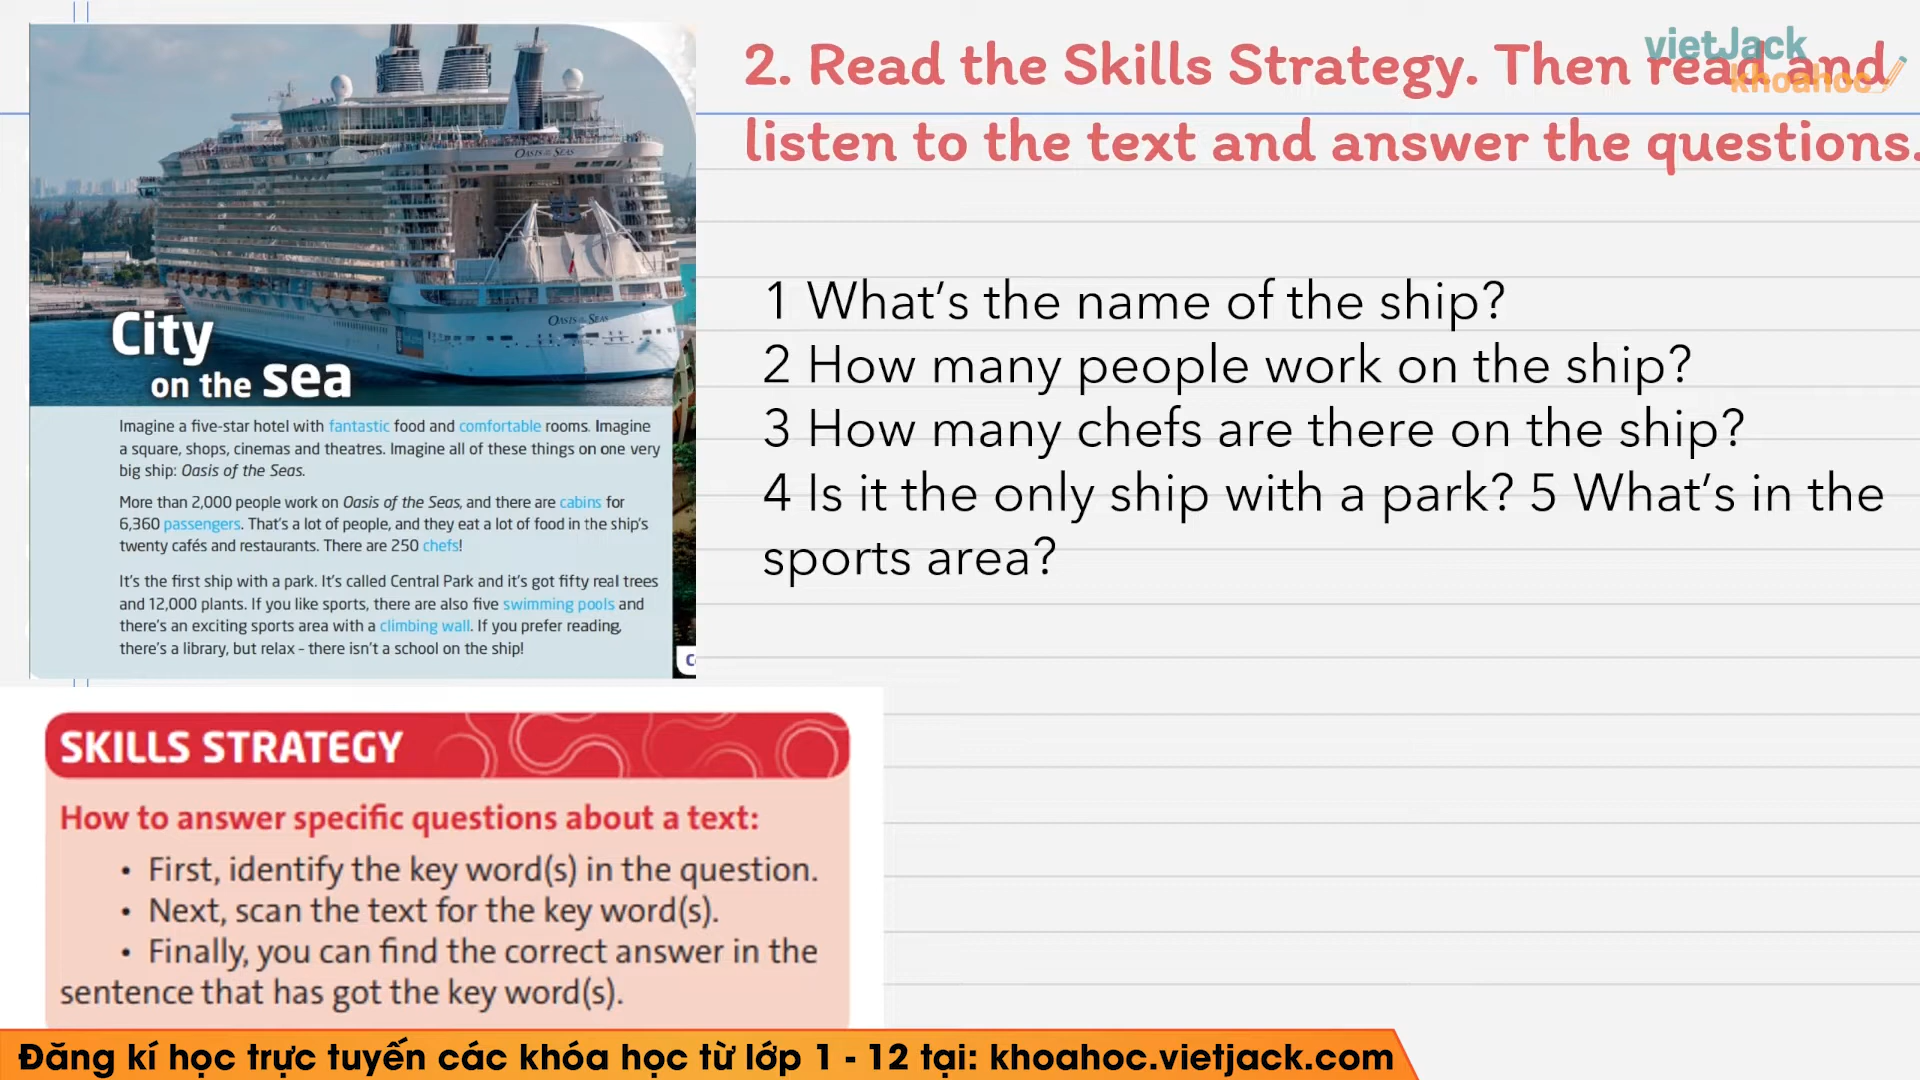 vietJack
khoahoc
2. Read the Skills Strategy. Then read and
listen to the text and answer the questions.
OASIS OF THE SEAS
OASIS OF THE SEAS
City
on the sea
Imagine a five-star hotel with fantastic food and comfortable rooms. Imagine
a square, shops, cinemas and theatres. Imagine all of these things on one very
big ship: Oasis of the Seas.
More than 2,000 people work on Oasis of the Seas, and there are cabins for
6,360 passengers. That's a lot of people, and they eat a lot of food in the ship's
twenty cafés and restaurants. There are 250 chefs!
It's the first ship with a park. It's called Central Park and it's got fifty real trees
and 12,000 plants. If you like sports, there are also five swimming pools and
there's an exciting sports area with a climbing wall. If you prefer reading,
there's a library, but relax – there isn't a school on the ship!
1 What's the name of the ship?
2 How many people work on the ship?
3 How many chefs are there on the ship?
4 Is it the only ship with a park? 5 What's in the
sports area?
SKILLS STRATEGY
How to answer specific questions about a text:
• First, identify the key word(s) in the question.
• Next, scan the text for the key word(s).
• Finally, you can find the correct answer in the
sentence that has got the key word(s).
Đăng kí học trực tuyến các khóa học từ lớp 1 - 12 tại: khoahoc.vietjack.com